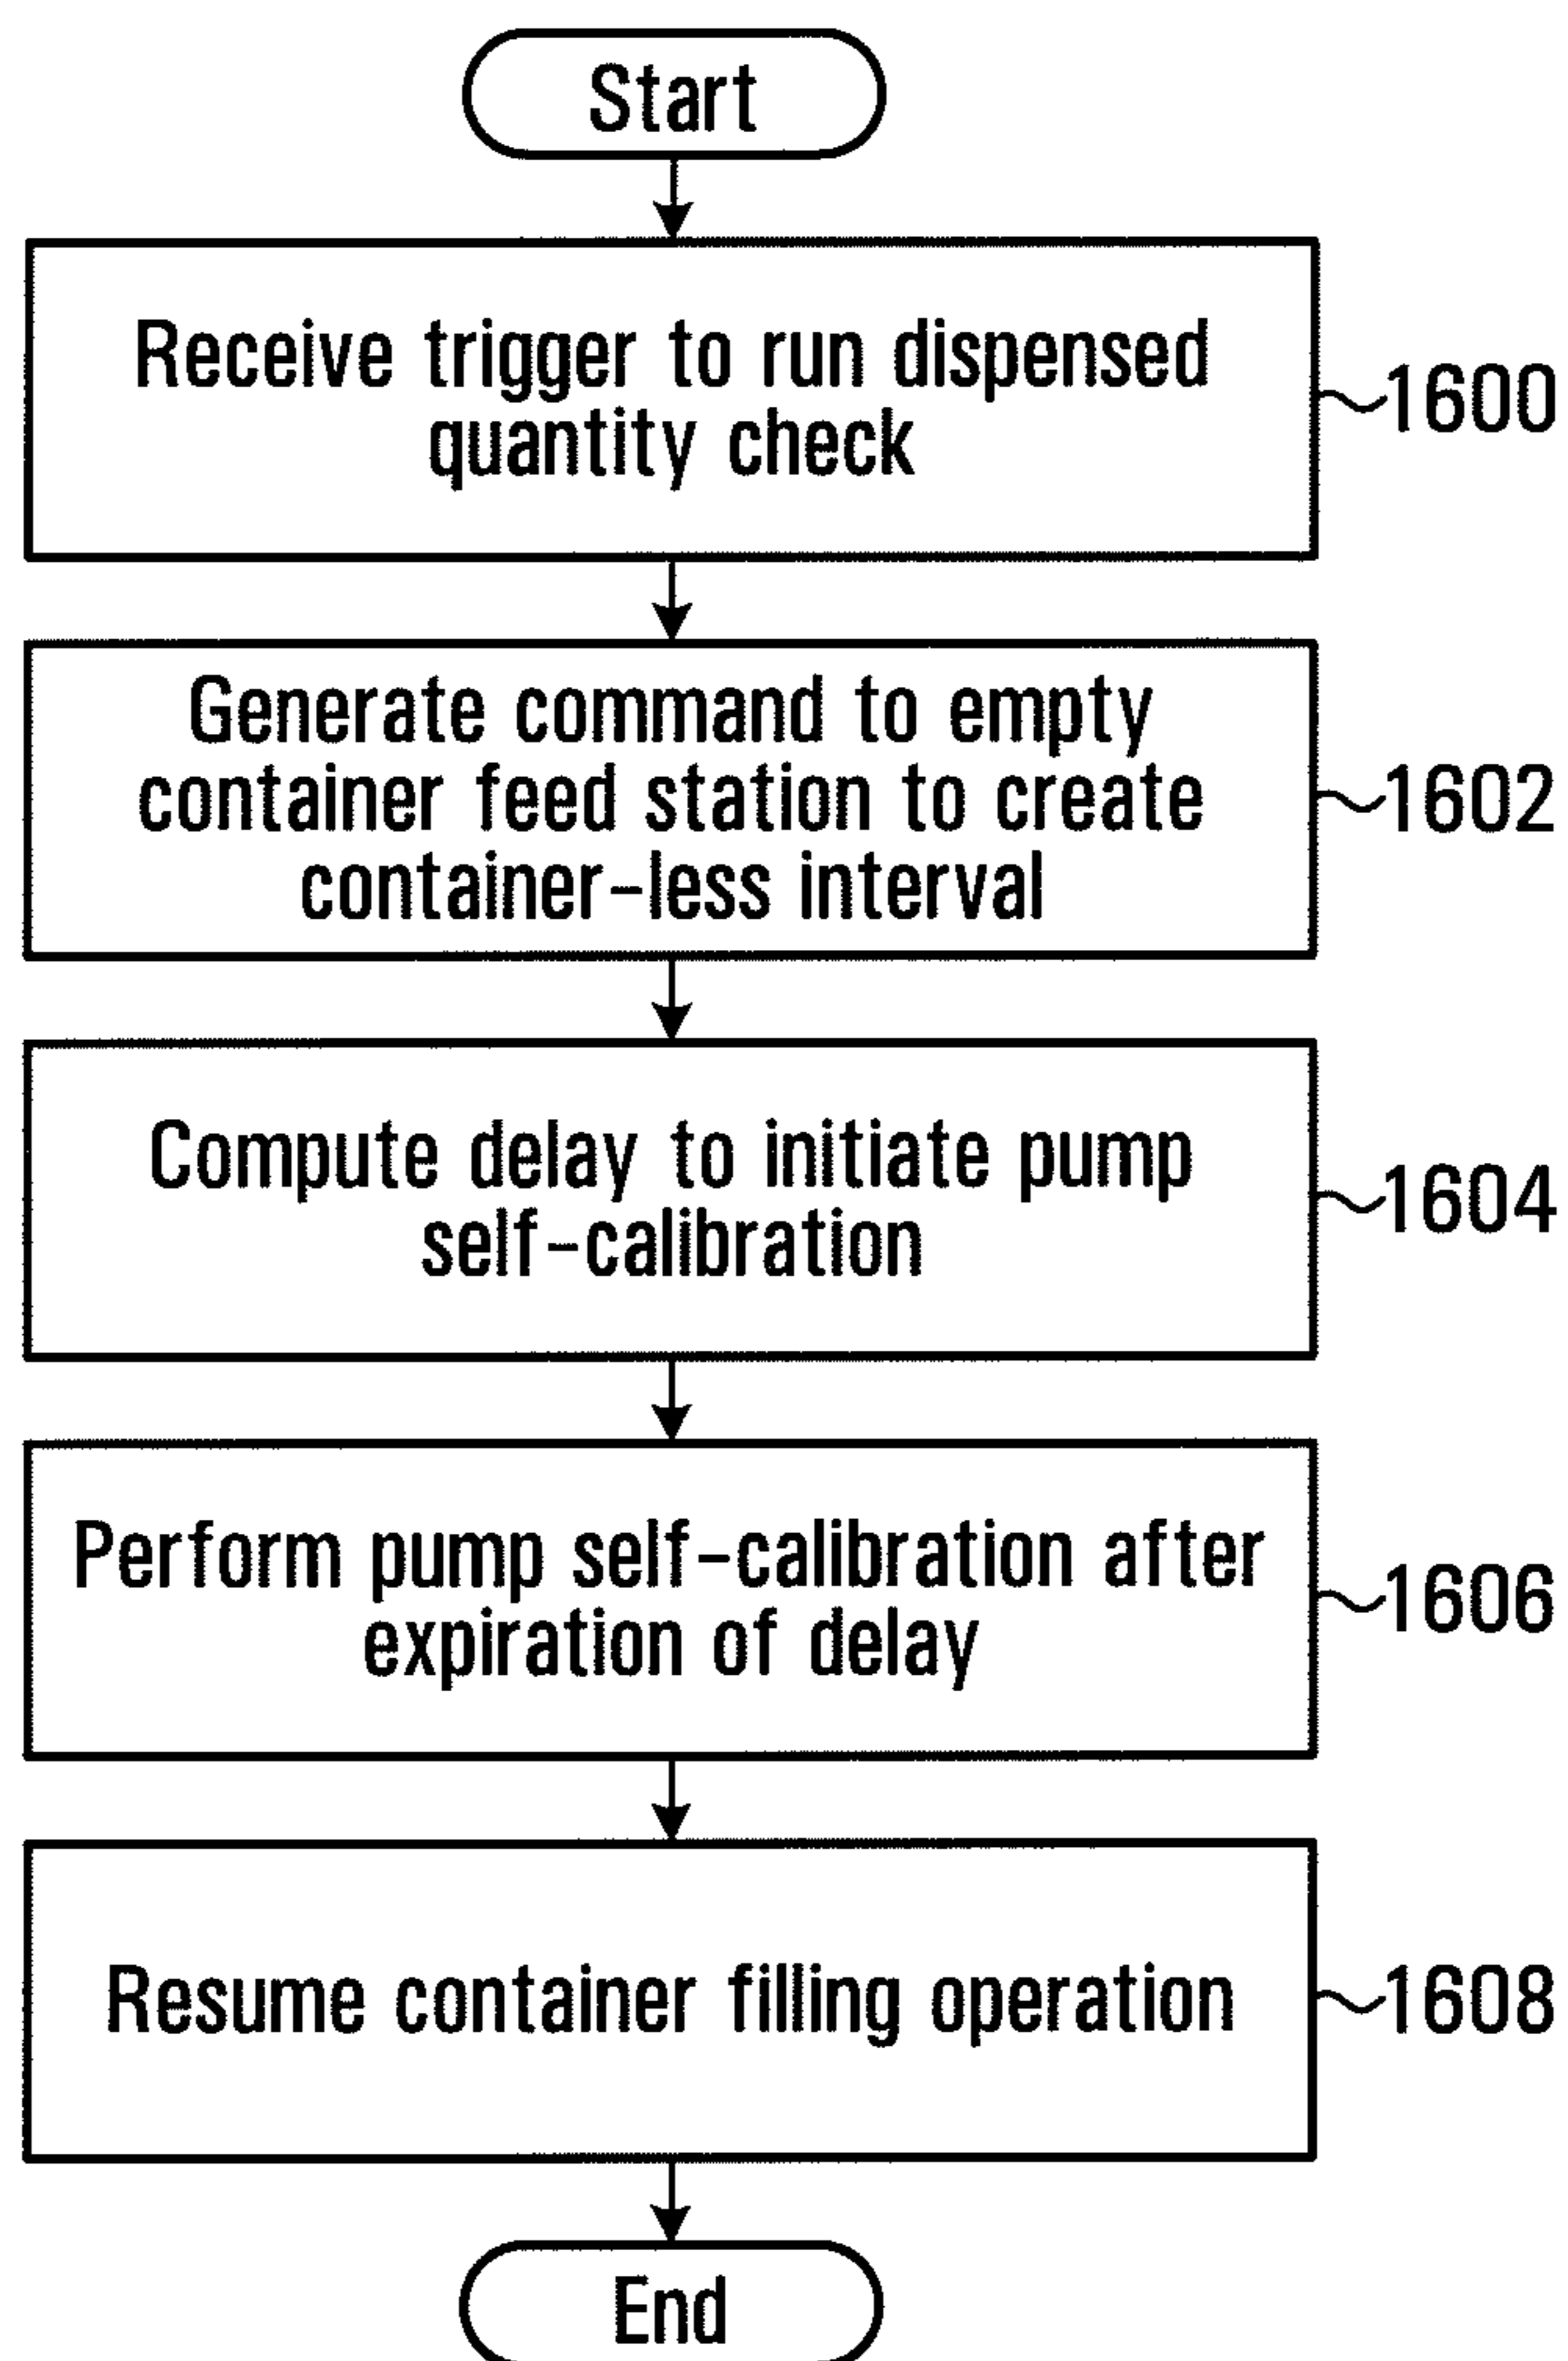 Start
Receive trigger to run dispensed
quantity check
1600
Generate command to empty
container feed station to create
container-less interval
1602
Compute delay to initiate pump
self-calibration
1604
Perform pump self-calibration after
expiration of delay
1606
Resume container filling operation
1608
End